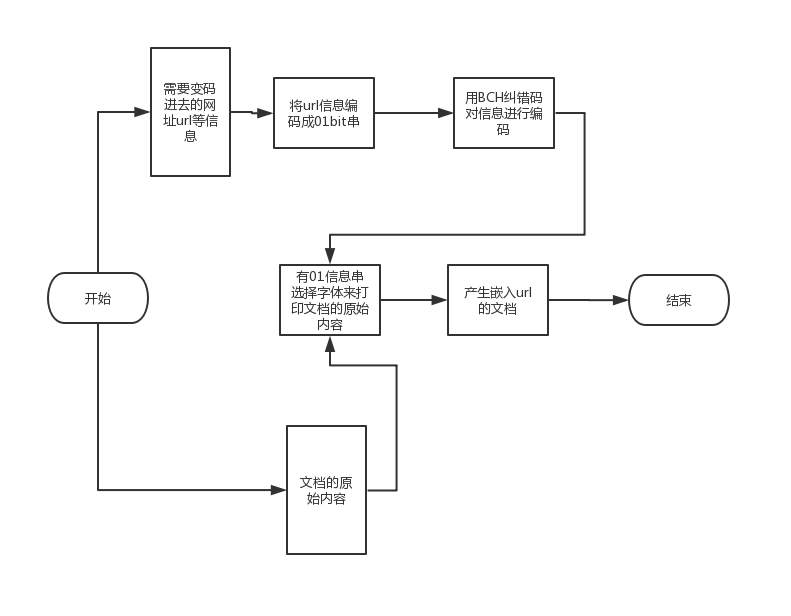 需要变码
进去的网
址url等信
息
将url信息编
码成01bit串
用BCH纠错码
对信息进行编
码
开始
有01信息串
选择字体来打
印文档的原始
内容
产生嵌入url
的文档
结束
文档的原
始内容